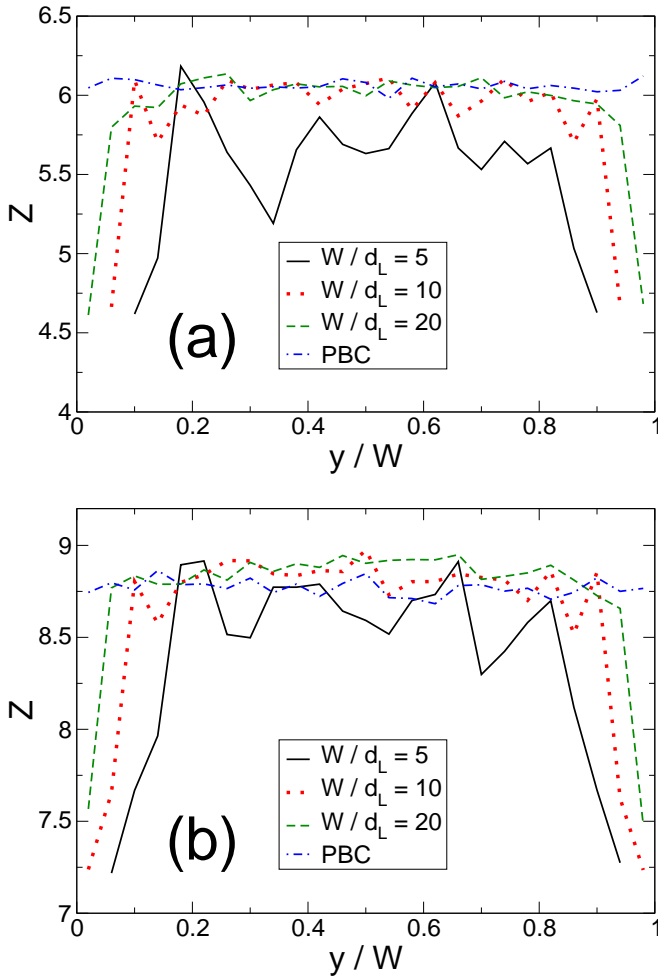 6.5
6
5.5
5
4.5
4
Z
W / d_L = 5
W / d_L = 10
W / d_L = 20
PBC
(a)
0 0.2 0.4 0.6 0.8 1
y / W
9
8.5
8
7.5
7
Z
W / d_L = 5
W / d_L = 10
W / d_L = 20
PBC
(b)
0 0.2 0.4 0.6 0.8 1
y / W